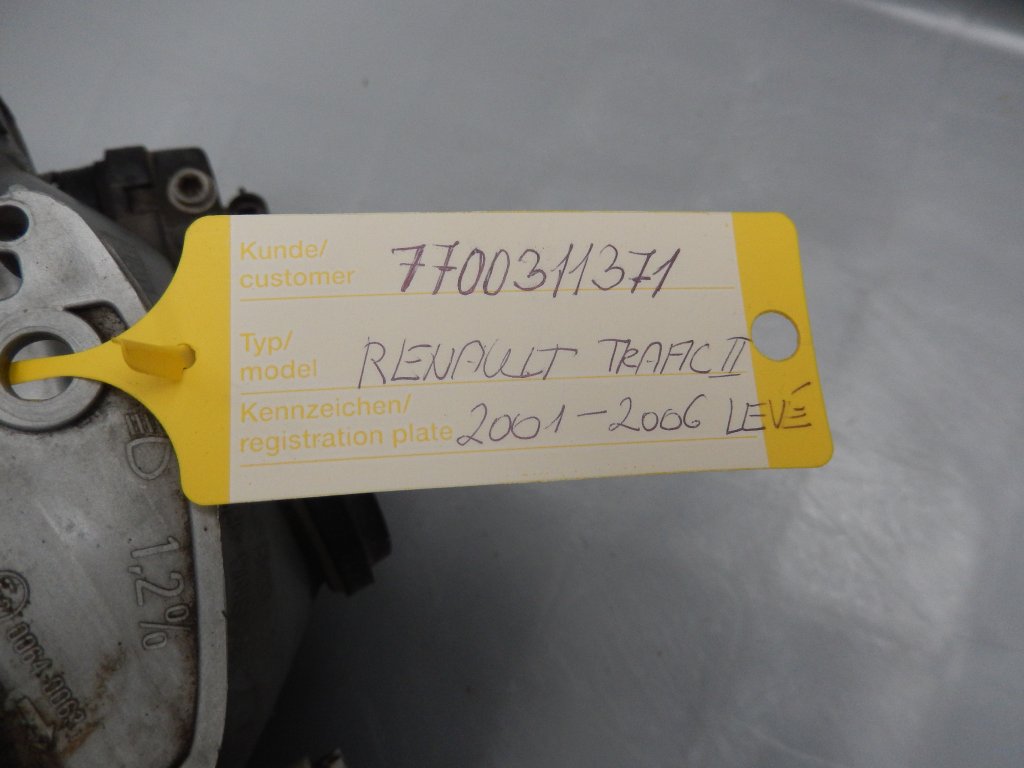 Kunde/
customer 7700311371
Typ/
model RENAULT TRAFIC II
Kennzeichen/
registration plate 2001-2006 LEVÉ
1,2%